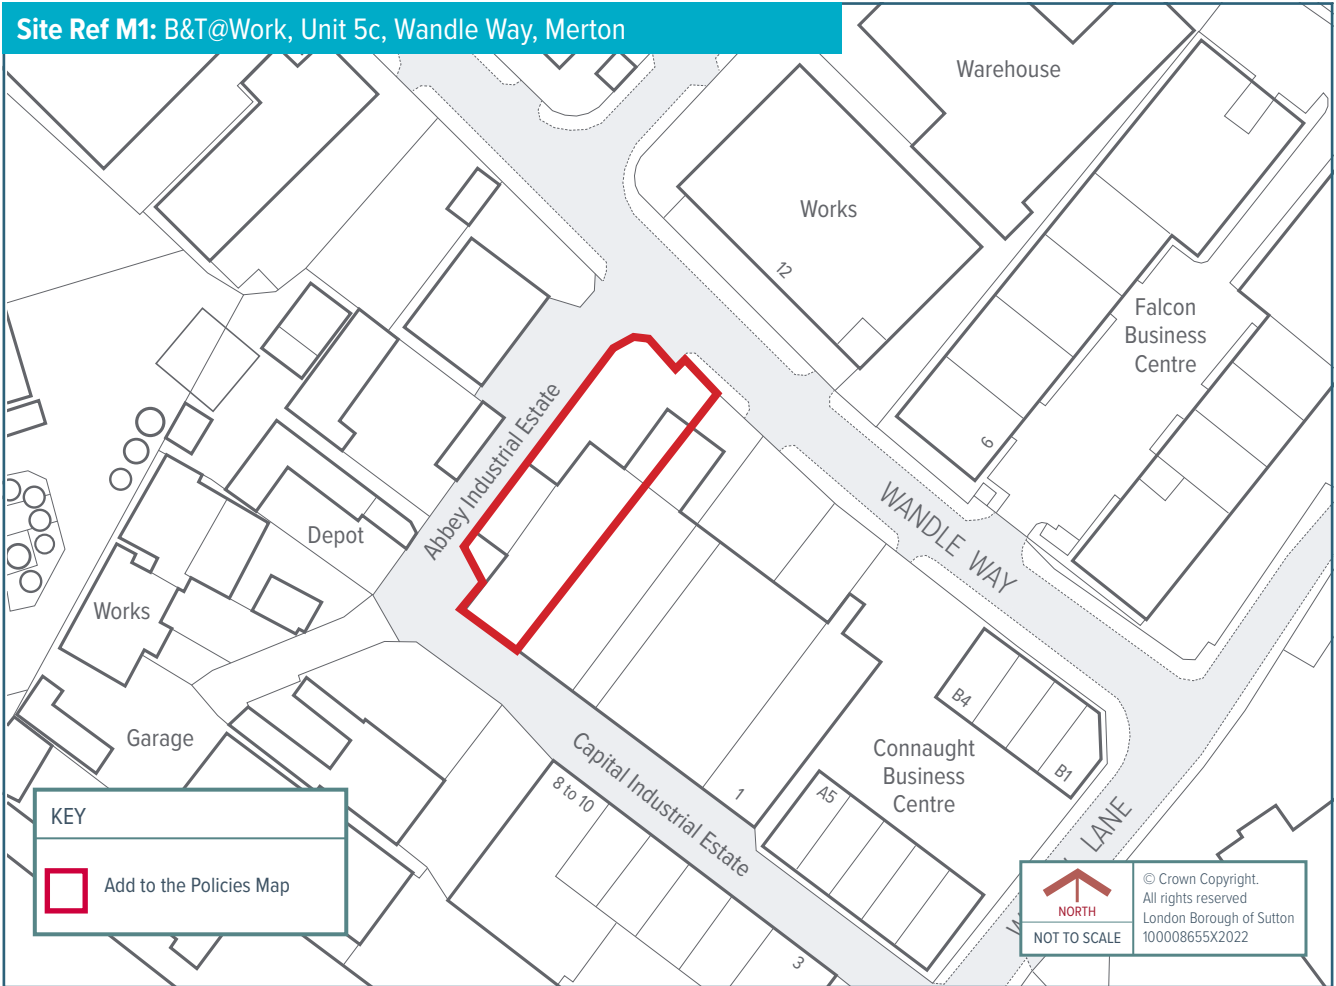 Site Ref M1: B&T@Work, Unit 5c, Wandle Way, Merton
Warehouse
Works
12
Falcon
Business
Centre
6
Abbey Industrial Estate
WANDLE WAY
Depot
Works
Garage
B4
B1
Connaught
Business
Centre
A5
1
Capital Industrial Estate
8 to 10
3
LANE
KEY
Add to the Policies Map
NORTH
NOT TO SCALE
© Crown Copyright.
All rights reserved
London Borough of Sutton
100008655X2022